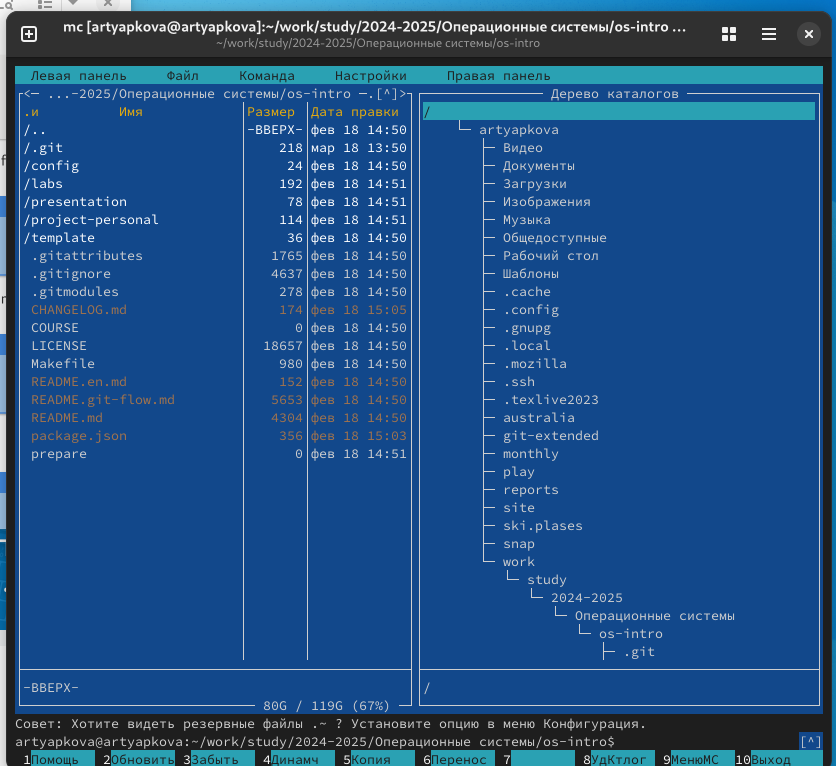 mc [artyapkova@artyapkova]:~/work/study/2024-2025/Операционные системы/os-intro ...
~/work/study/2024-2025/Операционные системы/os-intro
Левая панель Файл Команда Настройки Правая панель
<─ ...-2025/Операционные системы/os-intro ─.[^]>
.и Имя Размер Дата правки
/.. -ВВЕРХ- фев 18 14:50
/.git 218 мар 18 13:50
/config 24 фев 18 14:50
/labs 192 фев 18 14:51
/presentation 78 фев 18 14:51
/project-personal 114 фев 18 14:51
/template 36 фев 18 14:50
.gitattributes 1765 фев 18 14:50
.gitignore 4637 фев 18 14:50
.gitmodules 278 фев 18 14:50
CHANGELOG.md 174 фев 18 15:05
COURSE 0 фев 18 14:50
LICENSE 18657 фев 18 14:50
Makefile 980 фев 18 14:50
README.en.md 152 фев 18 14:50
README.git-flow.md 5653 фев 18 14:50
README.md 4304 фев 18 14:50
package.json 356 фев 18 15:03
prepare 0 фев 18 14:51
-ВВЕРХ-
80G / 119G (67%)
Дерево каталогов
/
artyapkova
Видео
Документы
Загрузки
Изображения
Музыка
Общедоступные
Рабочий стол
Шаблоны
.cache
.config
.gnupg
.local
.mozilla
.ssh
.texlive2023
australia
git-extended
monthly
play
reports
site
ski.plases
snap
work
study
2024-2025
Операционные системы
os-intro
.git
/
Совет: Хотите видеть резервные файлы .~ ? Установите опцию в меню Конфигурация.
artyapkova@artyapkova:~/work/study/2024-2025/Операционные системы/os-intro$ [^]
1Помощь 2Обновить 3Забыть 4Динамч 5Копия 6Перенос 7 8УдКтлог 9МенюМС 10Выход